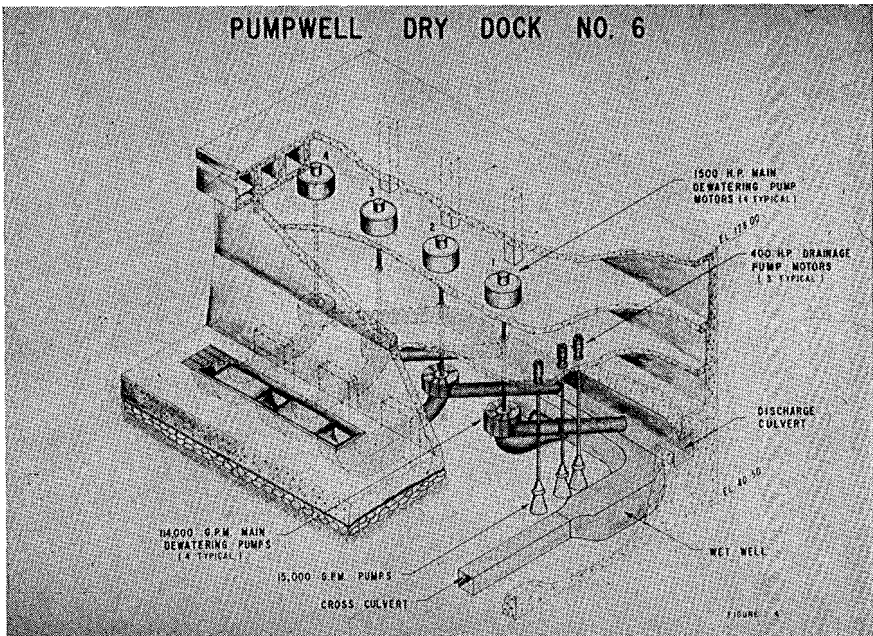 PUMPWELL DRY DOCK NO. 6
4
3
2
1
1500 H.P. MAIN
DEWATERING PUMP
MOTORS (4 TYPICAL)
EL. 178.00
400 H.P. DRAINAGE
PUMP MOTORS
( 3 TYPICAL )
DISCHARGE
CULVERT
EL. 40.50
114,000 G.P.M. MAIN
DEWATERING PUMPS
( 4 TYPICAL )
WET WELL
15,000 G.P.M. PUMPS
CROSS CULVERT
FIGURE 4